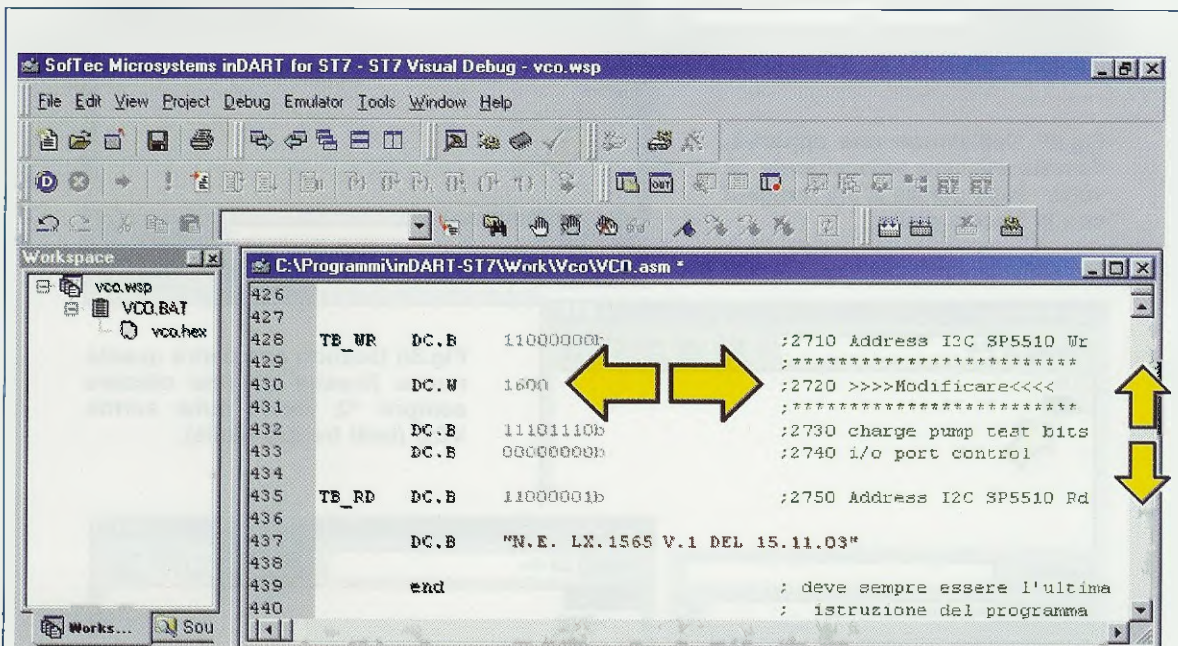 SofTec Microsystems inDART for ST7 - ST7 Visual Debug - vco.wsp
File Edit View Project Debug Emulator Tools Window Help
Workspace
vco.wsp
VCO.BAT
vco.hex
Works... Sou
C:\Programmi\inDART-ST7\Work\Vco\VCO.asm *
426
427
428 TB_WR DC.B 11000000b ;2710 Address I2C SP5510 Wr
429 ;**************************
430 DC.W 1600 ;2720 >>>>Modificare<<<<
431 ;**************************
432 DC.B 11101110b ;2730 charge pump test bits
433 DC.B 00000000b ;2740 i/o port control
434
435 TB_RD DC.B 11000001b ;2750 Address I2C SP5510 Rd
436
437 DC.B "N.E. LX.1565 V.1 DEL 15.11.03"
438
439 end ; deve sempre essere l'ultima
440 ; istruzione del programma